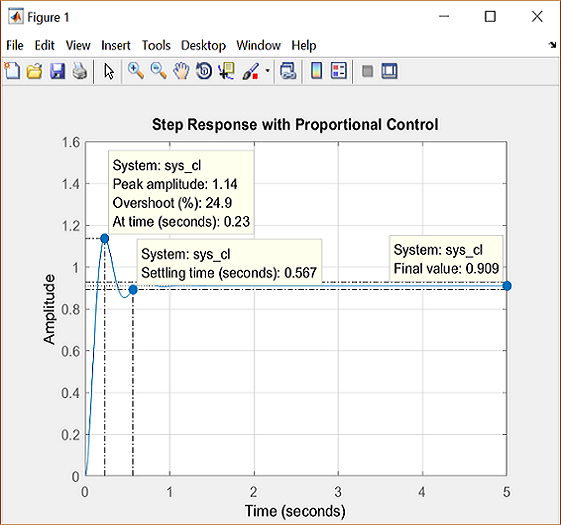 Figure 1
File Edit View Insert Tools Desktop Window Help
Step Response with Proportional Control
System: sys_cl
Peak amplitude: 1.14
Overshoot (%): 24.9
At time (seconds): 0.23
System: sys_cl
Settling time (seconds): 0.567
System: sys_cl
Final value: 0.909
Amplitude
1.6
1.4
1.2
1
0.8
0.6
0.4
0.2
0
0 1 2 3 4 5
Time (seconds)